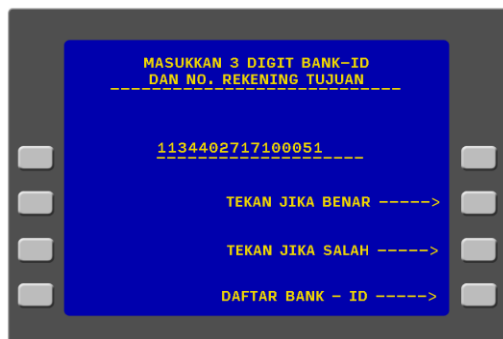 MASUKKAN 3 DIGIT BANK-ID
DAN NO. REKENING TUJUAN
1134402717100051
TEKAN JIKA BENAR ----->
TEKAN JIKA SALAH ----->
DAFTAR BANK - ID ----->